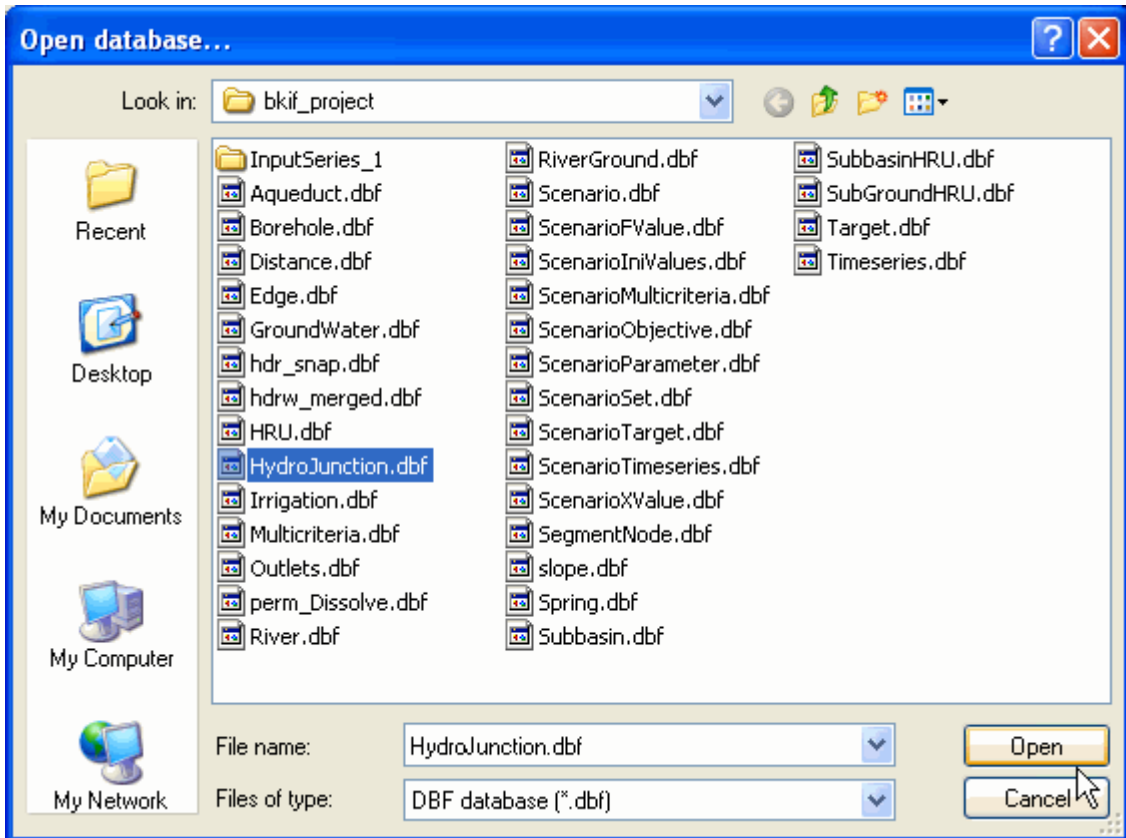 Open database...
Look in:
bkif_project
Recent
Desktop
My Documents
My Computer
My Network
InputSeries_1
Aqueduct.dbf
Borehole.dbf
Distance.dbf
Edge.dbf
GroundWater.dbf
hdr_snap.dbf
hdrw_merged.dbf
HRU.dbf
HydroJunction.dbf
Irrigation.dbf
Multicriteria.dbf
Outlets.dbf
perm_Dissolve.dbf
River.dbf
RiverGround.dbf
Scenario.dbf
ScenarioFValue.dbf
ScenarioIniValues.dbf
ScenarioMulticriteria.dbf
ScenarioObjective.dbf
ScenarioParameter.dbf
ScenarioSet.dbf
ScenarioTarget.dbf
ScenarioTimeseries.dbf
ScenarioXValue.dbf
SegmentNode.dbf
slope.dbf
Spring.dbf
Subbasin.dbf
SubbasinHRU.dbf
SubGroundHRU.dbf
Target.dbf
Timeseries.dbf
File name:
HydroJunction.dbf
Open
Files of type:
DBF database (*.dbf)
Cancel